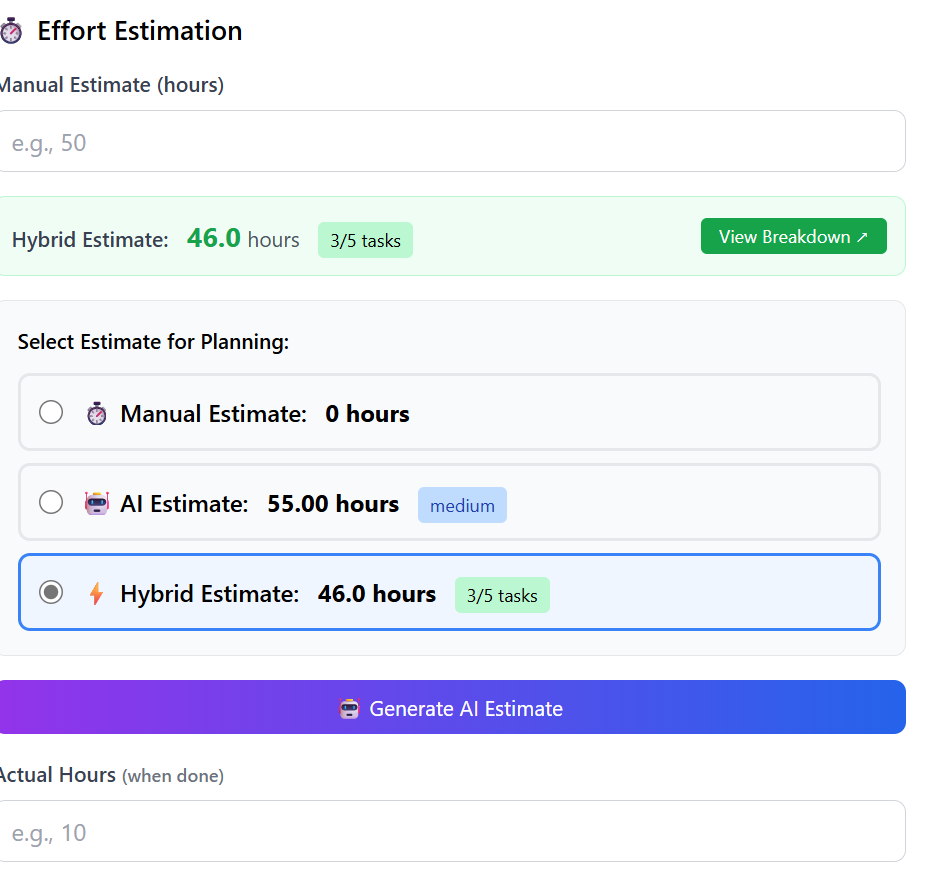 Effort Estimation
Manual Estimate (hours)
e.g., 50
Hybrid Estimate: 46.0 hours 3/5 tasks View Breakdown ↗
Select Estimate for Planning:
Manual Estimate: 0 hours
AI Estimate: 55.00 hours medium
Hybrid Estimate: 46.0 hours 3/5 tasks
Generate AI Estimate
Actual Hours (when done)
e.g., 10